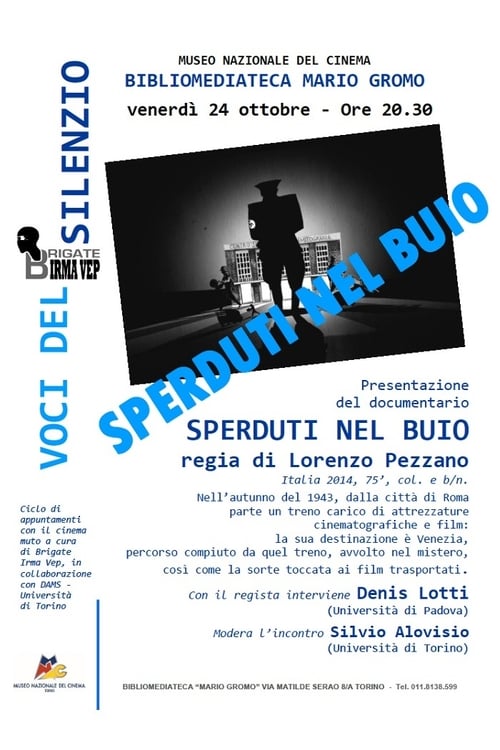 MUSEO NAZIONALE DEL CINEMA
BIBLIOMEDIATECA MARIO GROMO
venerdì 24 ottobre - Ore 20.30
VOCI DEL SILENZIO
BRIGATE
IRMA VEP
SPERDUTI NEL BUIO
Presentazione
del documentario
SPERDUTI NEL BUIO
regia di Lorenzo Pezzano
Italia 2014, 75’, col. e b/n.
Nell’autunno del 1943, dalla città di Roma
parte un treno carico di attrezzature
cinematografiche e film:
la sua destinazione è Venezia,
percorso compiuto da quel treno, avvolto nel mistero,
così come la sorte toccata ai film trasportati.
Con il regista interviene Denis Lotti
(Università di Padova)
Modera l’incontro Silvio Alovisio
(Università di Torino)
Ciclo di
appuntamenti
con il cinema
muto a cura
di Brigate
Irma Vep, in
collaborazione
con DAMS -
Università
di Torino
MUSEO NAZIONALE DEL CINEMA
BIBLIOMEDIATECA “MARIO GROMO” VIA MATILDE SERAO 8/A TORINO - Tel. 011.8138.599